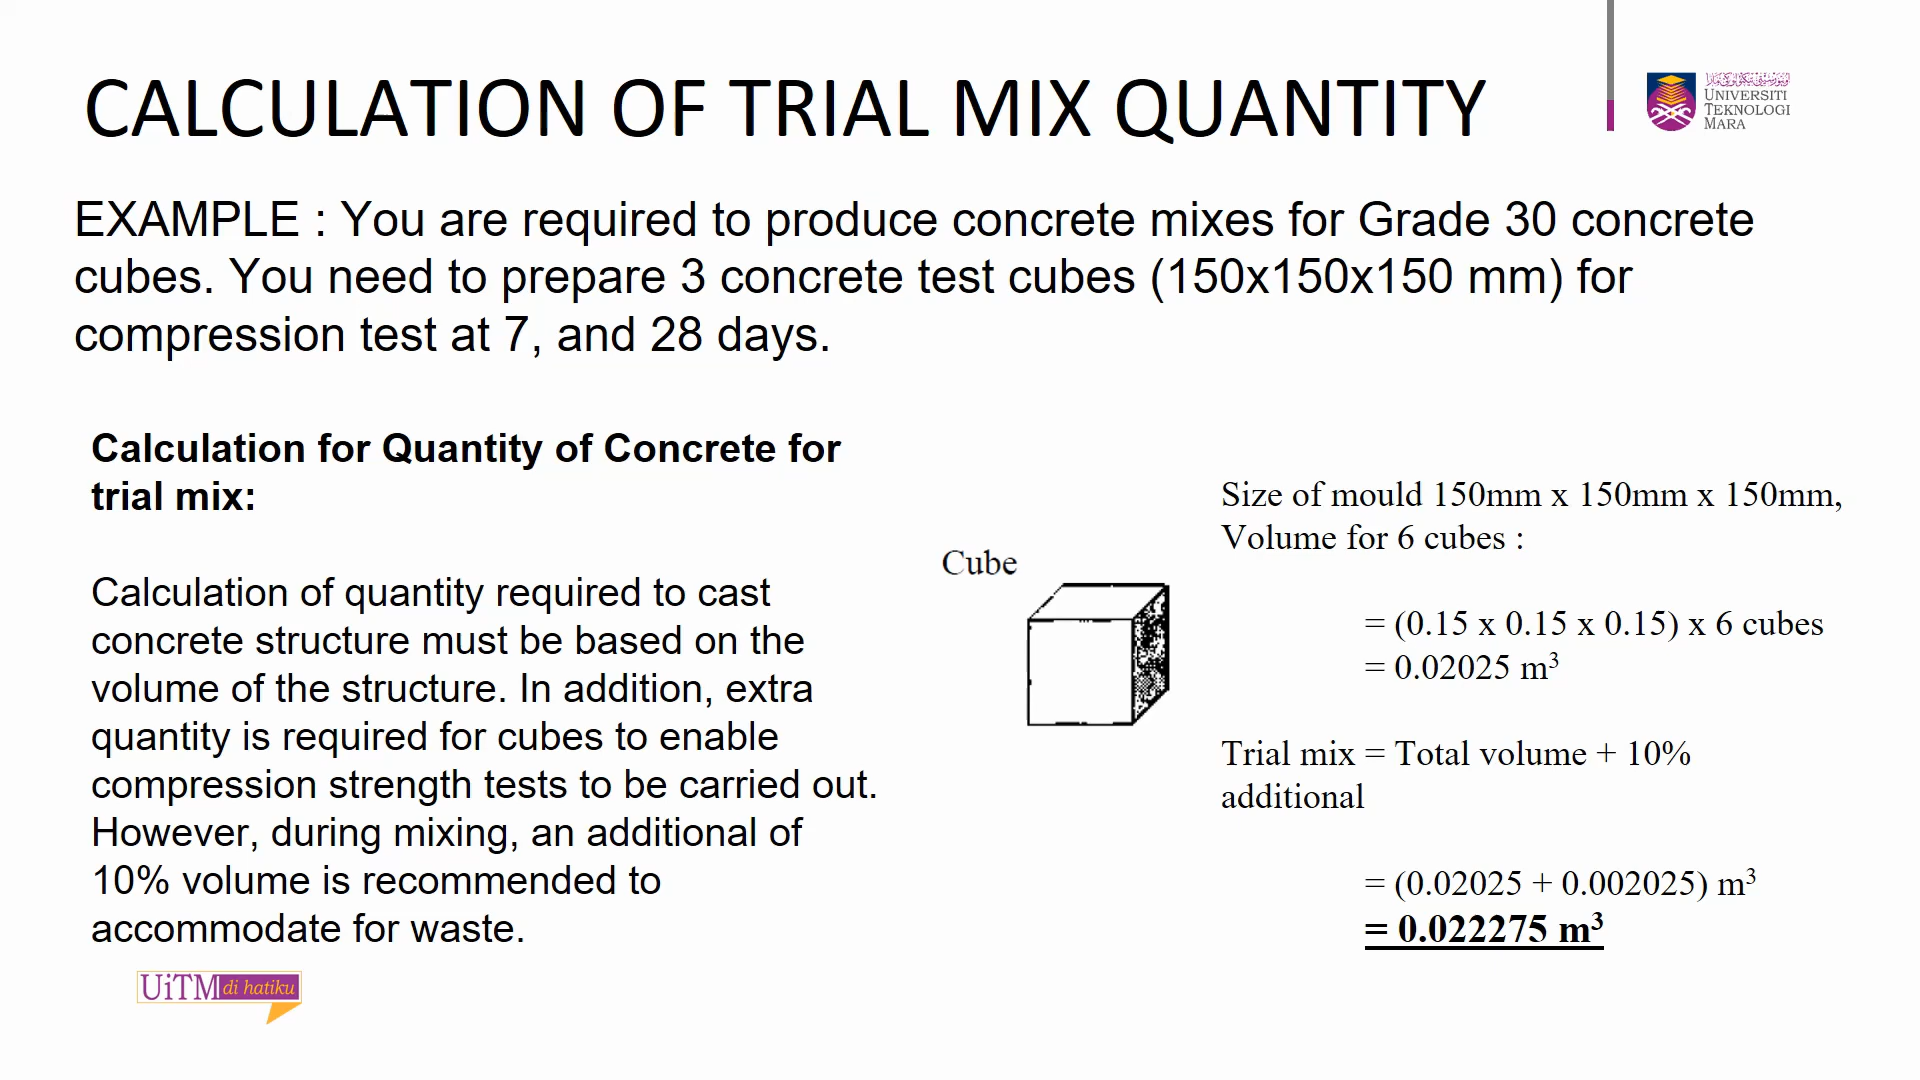 CALCULATION OF TRIAL MIX QUANTITY
UNIVERSITI
TEKNOLOGI
MARA
EXAMPLE : You are required to produce concrete mixes for Grade 30 concrete
cubes. You need to prepare 3 concrete test cubes (150x150x150 mm) for
compression test at 7, and 28 days.
Calculation for Quantity of Concrete for
trial mix:
Calculation of quantity required to cast
concrete structure must be based on the
volume of the structure. In addition, extra
quantity is required for cubes to enable
compression strength tests to be carried out.
However, during mixing, an additional of
10% volume is recommended to
accommodate for waste.
Cube
Size of mould 150mm x 150mm x 150mm,
Volume for 6 cubes :
= (0.15 x 0.15 x 0.15) x 6 cubes
= 0.02025 m³
Trial mix = Total volume + 10%
additional
= (0.02025 + 0.002025) m³
= 0.022275 m³
UiTM di hatiku